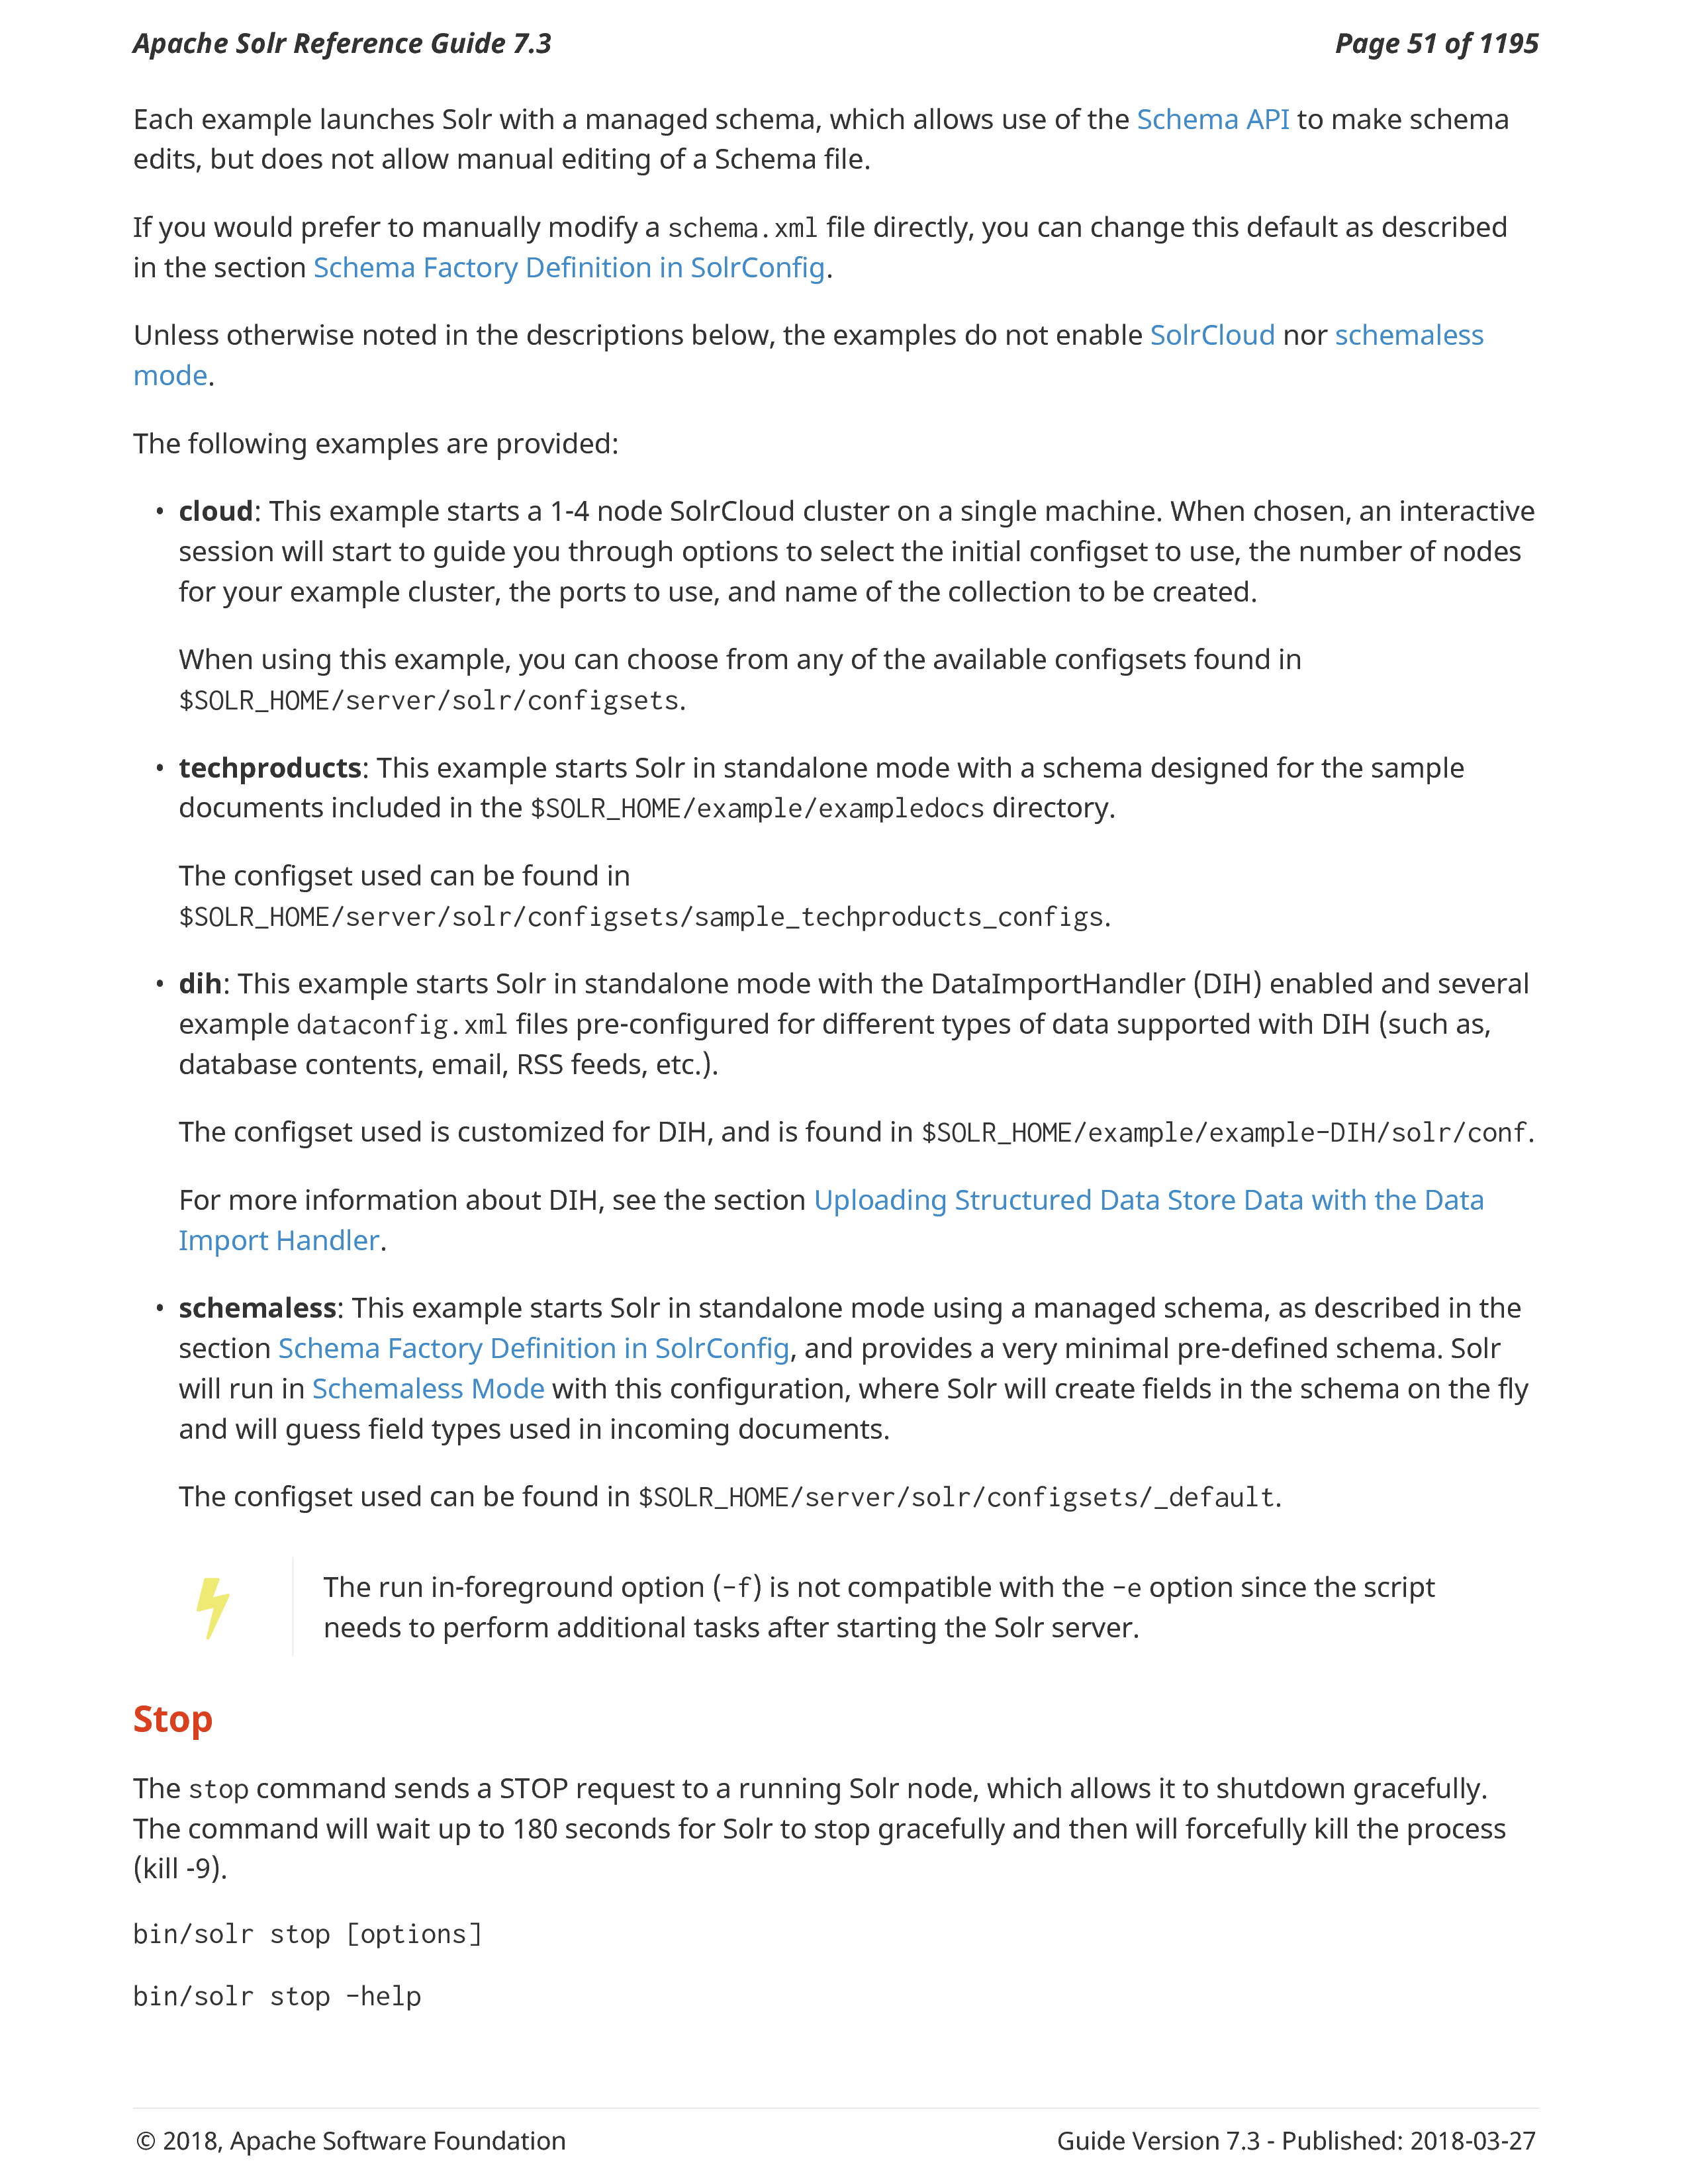 Apache Solr Reference Guide 7.3 Page 51 of 1195
Each example launches Solr with a managed schema, which allows use of the Schema API to make schema
edits, but does not allow manual editing of a Schema file.
If you would prefer to manually modify a schema.xml file directly, you can change this default as described
in the section Schema Factory Definition in SolrConfig.
Unless otherwise noted in the descriptions below, the examples do not enable SolrCloud nor schemaless
mode.
The following examples are provided:
• cloud: This example starts a 1-4 node SolrCloud cluster on a single machine. When chosen, an interactive
session will start to guide you through options to select the initial configset to use, the number of nodes
for your example cluster, the ports to use, and name of the collection to be created.
When using this example, you can choose from any of the available configsets found in
$SOLR_HOME/server/solr/configsets.
• techproducts: This example starts Solr in standalone mode with a schema designed for the sample
documents included in the $SOLR_HOME/example/exampledocs directory.
The configset used can be found in
$SOLR_HOME/server/solr/configsets/sample_techproducts_configs.
• dih: This example starts Solr in standalone mode with the DataImportHandler (DIH) enabled and several
example dataconfig.xml files pre-configured for different types of data supported with DIH (such as,
database contents, email, RSS feeds, etc.).
The configset used is customized for DIH, and is found in $SOLR_HOME/example/example-DIH/solr/conf.
For more information about DIH, see the section Uploading Structured Data Store Data with the Data
Import Handler.
• schemaless: This example starts Solr in standalone mode using a managed schema, as described in the
section Schema Factory Definition in SolrConfig, and provides a very minimal pre-defined schema. Solr
will run in Schemaless Mode with this configuration, where Solr will create fields in the schema on the fly
and will guess field types used in incoming documents.
The configset used can be found in $SOLR_HOME/server/solr/configsets/_default.
The run in-foreground option (-f) is not compatible with the -e option since the script
needs to perform additional tasks after starting the Solr server.
Stop
The stop command sends a STOP request to a running Solr node, which allows it to shutdown gracefully.
The command will wait up to 180 seconds for Solr to stop gracefully and then will forcefully kill the process
(kill -9).
bin/solr stop [options]
bin/solr stop -help
© 2018, Apache Software Foundation Guide Version 7.3 - Published: 2018-03-27